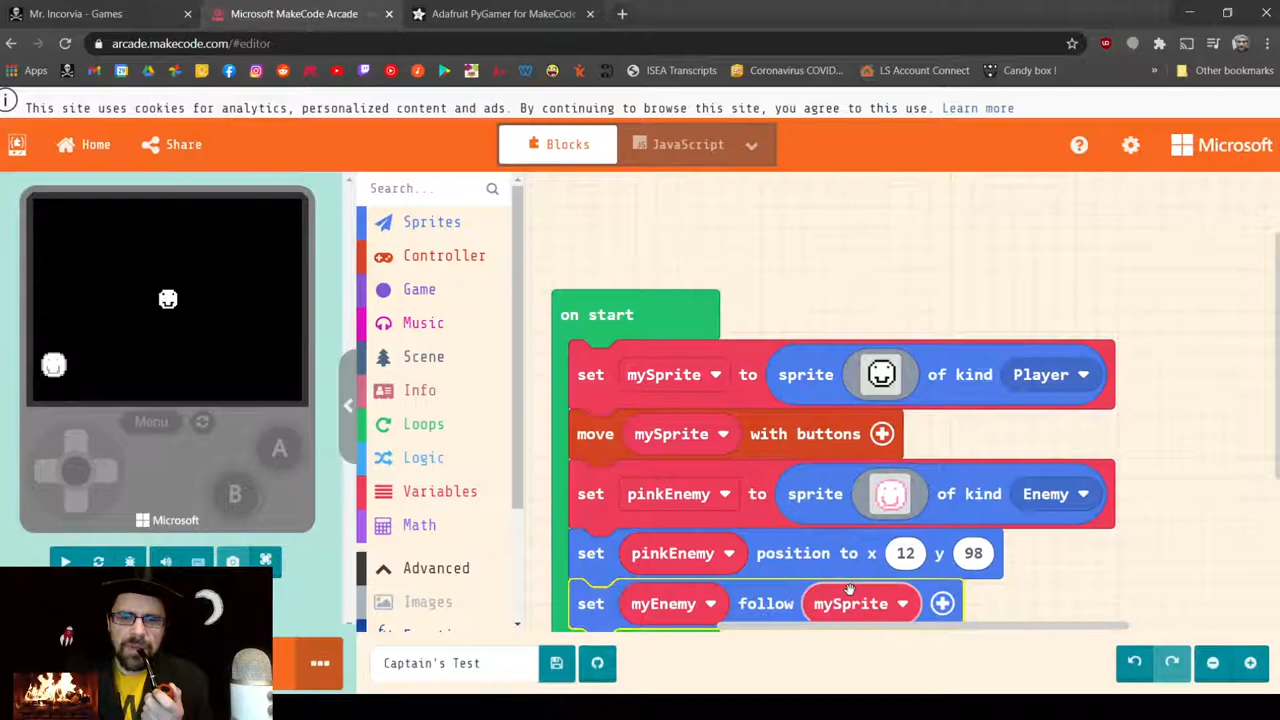 Mr. Incorvia - Games
Microsoft MakeCode Arcade
Adafruit PyGamer for MakeCode
arcade.makecode.com/#editor
Apps
ISEA Transcripts
Coronavirus COVID...
LS Account Connect
Candy box !
Other bookmarks
This site uses cookies for analytics, personalized content and ads. By continuing to browse this site, you agree to this use. Learn more
Home
Share
Blocks
JavaScript
Microsoft
Search...
Sprites
Controller
Game
Music
Scene
Info
Loops
Logic
Variables
Math
Advanced
Images
Menu
A
B
Microsoft
on start
set mySprite to sprite of kind Player
move mySprite with buttons
set pinkEnemy to sprite of kind Enemy
set pinkEnemy position to x 12 y 98
set myEnemy follow mySprite
Captain's Test